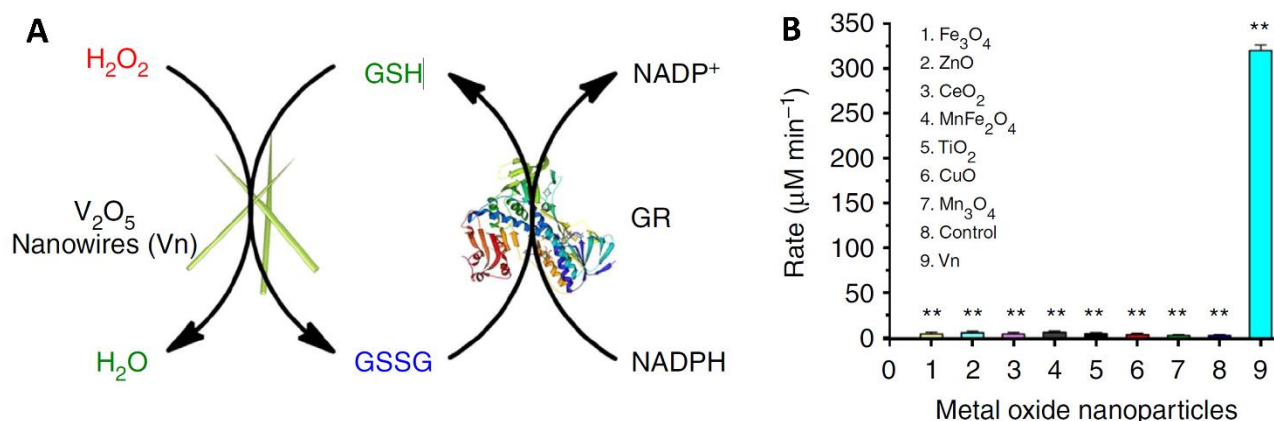 A
H₂O₂
GSH
NADP⁺
V₂O₅
Nanowires (Vn)
GR
H₂O
GSSG
NADPH
B
Rate (µM min⁻¹)
350
300
250
200
150
100
50
0
1. Fe₃O₄
2. ZnO
3. CeO₂
4. MnFe₂O₄
5. TiO₂
6. CuO
7. Mn₃O₄
8. Control
9. Vn
**
** ** ** ** ** ** ** **
0 1 2 3 4 5 6 7 8 9
Metal oxide nanoparticles